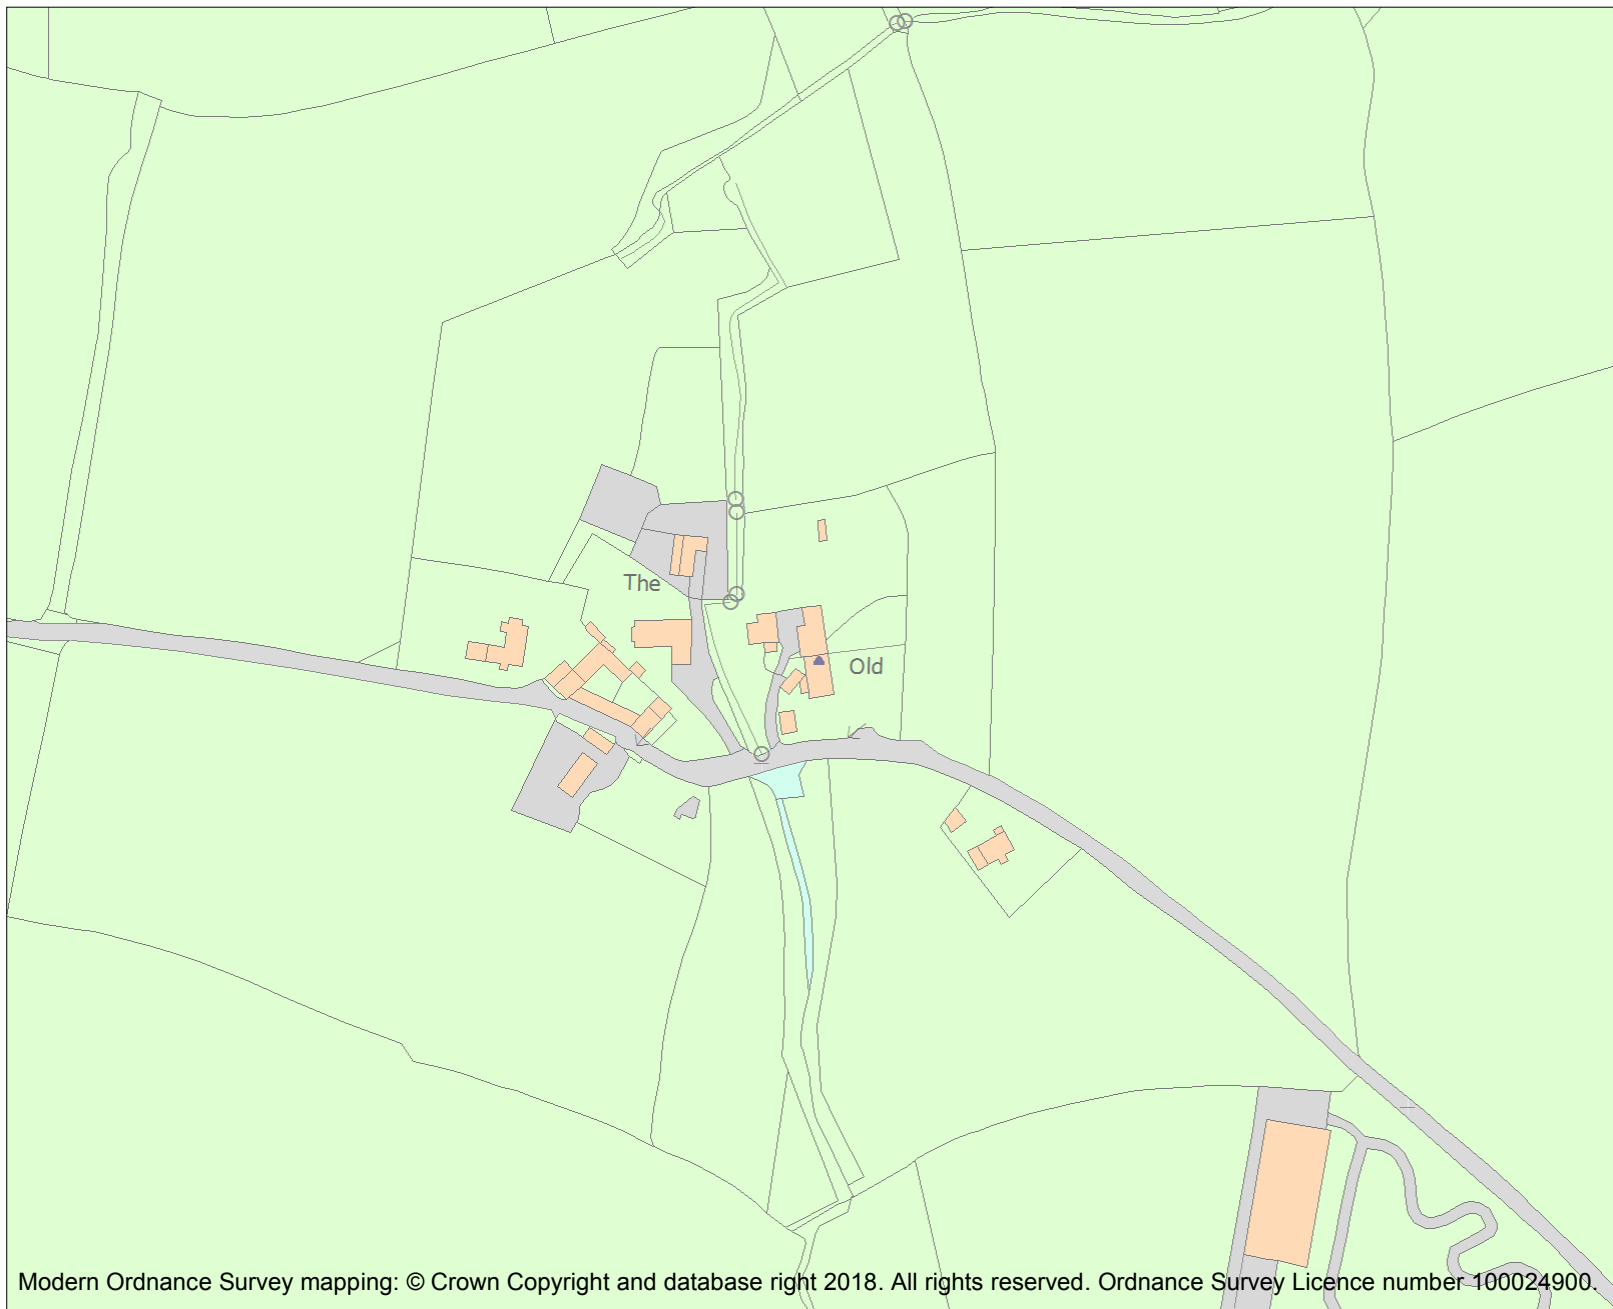 The
Old
Modern Ordnance Survey mapping: © Crown Copyright and database right 2018. All rights reserved. Ordnance Survey Licence number 100024900.